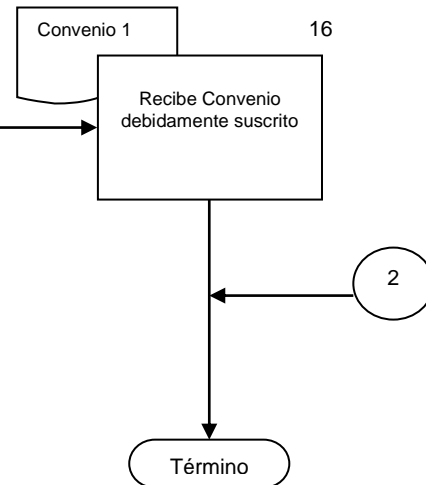 Convenio 1
16
Recibe Convenio
debidamente suscrito
2
Término